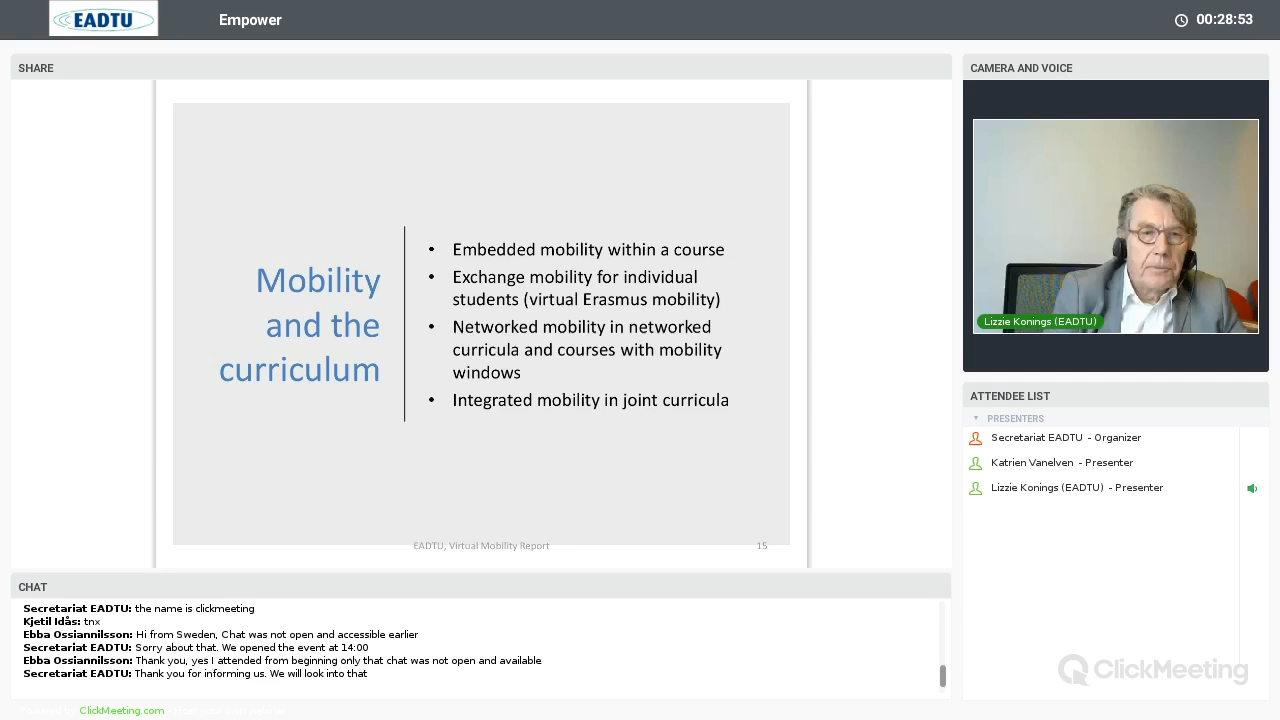 EADTU
Empower
00:28:53
SHARE
Mobility
and the
curriculum
• Embedded mobility within a course
• Exchange mobility for individual
students (virtual Erasmus mobility)
• Networked mobility in networked
curricula and courses with mobility
windows
• Integrated mobility in joint curricula
EADTU, Virtual Mobility Report
15
CAMERA AND VOICE
Lizzie Konings (EADTU)
ATTENDEE LIST
PRESENTERS
Secretariat EADTU - Organizer
Katrien Vanelven - Presenter
Lizzie Konings (EADTU) - Presenter
CHAT
Secretariat EADTU: the name is clickmeeting
Kjetil Idås: tnx
Ebba Ossiannilsson: Hi from Sweden, Chat was not open and accessible earlier
Secretariat EADTU: Sorry about that. We opened the event at 14:00
Ebba Ossiannilsson: Thank you, yes I attended from beginning only that chat was not open and available
Secretariat EADTU: Thank you for informing us. We will look into that
ClickMeeting
ClickMeeting.com